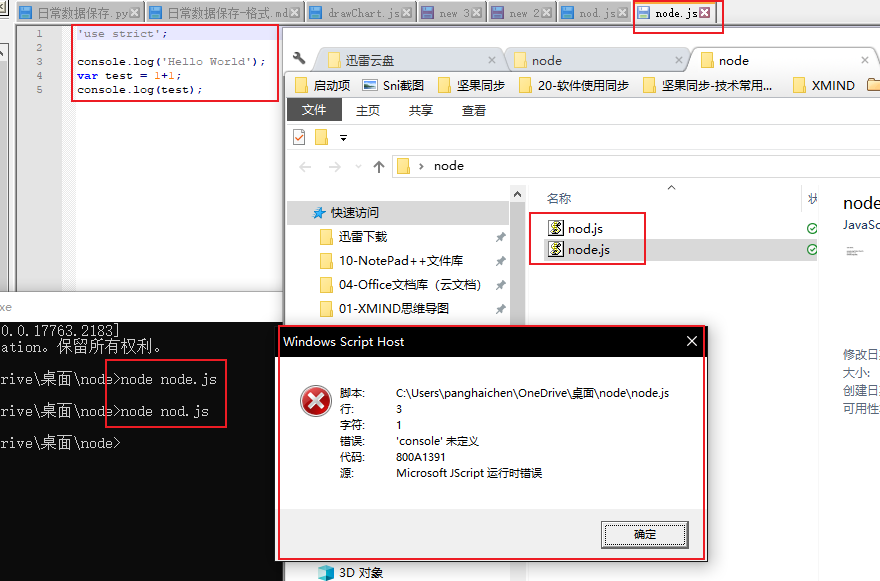 日常数据保存.py
日常数据保存-格式.md
drawChart.js
new 3
new 2
nod.js
node.js
1 'use strict';
2
3 console.log('Hello World');
4 var test = 1+1;
5 console.log(test);
迅雷云盘
node
node
启动项
Sni截图
坚果同步
20-软件使用同步
坚果同步-技术常用...
XMIND
文件
主页
共享
查看
node
名称
快速访问
迅雷下载
10-NotePad++文件库
04-Office文档库（云文档）
01-XMIND思维导图
3D 对象
nod.js
node.js
node
JavaSc
修改日
大小:
创建日
可用性
xe
0.0.17763.2183]
ation。保留所有权利。
rive\桌面\node>node node.js
rive\桌面\node>node nod.js
rive\桌面\node>
Windows Script Host
脚本: C:\Users\panghaichen\OneDrive\桌面\node\node.js
行: 3
字符: 1
错误: 'console' 未定义
代码: 800A1391
源: Microsoft JScript 运行时错误
确定